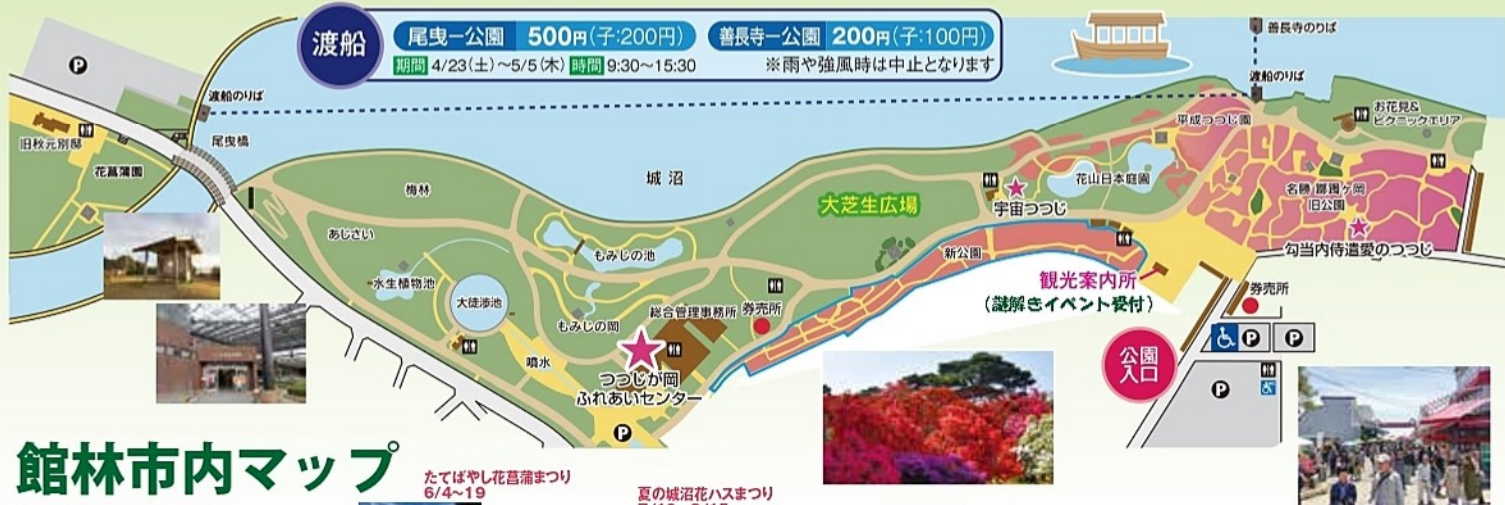 渡船
尾曳ー公園 500円(子:200円)
善長寺ー公園 200円(子:100円)
期間 4/23(土)~5/5(木) 時間 9:30~15:30
※雨や強風時は中止となります
善長寺のりば
渡船のりば
P
渡船のりば
尾曳橋
旧秋元別邸
花菖蒲園
梅林
あじさい
城沼
大芝生広場
もみじの池
水生植物池
大徒渉池
もみじの岡
噴水
総合管理事務所
券売所
つつじが岡
ふれあいセンター
P
新公園
宇宙つつじ
花山日本庭園
平成つつじ園
お花見&
ピクニックエリア
名勝 躑躅ヶ岡
旧公園
勾当内侍遺愛のつつじ
観光案内所
(謎解きイベント受付)
券売所
P
P
公園
入口
P
館林市内マップ
たてばやし花菖蒲まつり
6/4~19
夏の城沼花ハスまつり